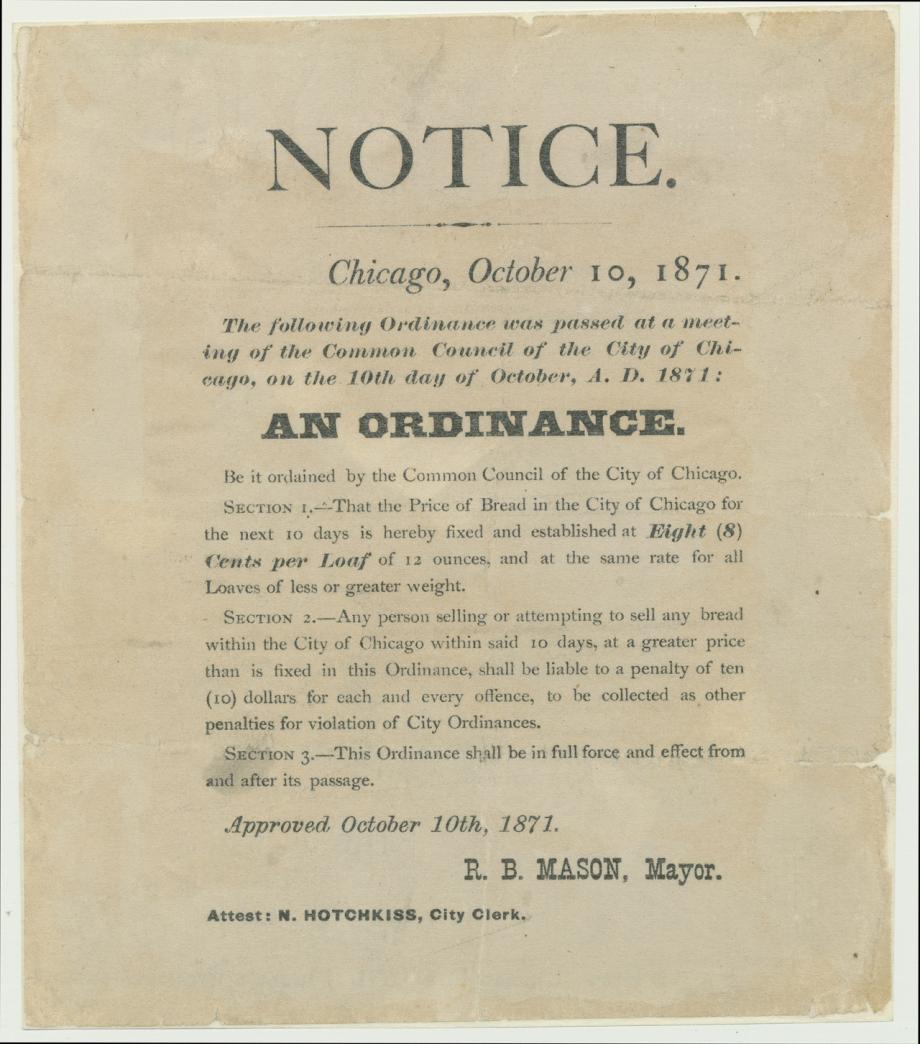 NOTICE.
Chicago, October 10, 1871.
The following Ordinance was passed at a meet-
ing of the Common Council of the City of Chi-
cago, on the 10th day of October, A. D. 1871:
AN ORDINANCE.
Be it ordained by the Common Council of the City of Chicago.
SECTION 1.—That the Price of Bread in the City of Chicago for
the next 10 days is hereby fixed and established at Eight (8)
Cents per Loaf of 12 ounces, and at the same rate for all
Loaves of less or greater weight.
SECTION 2.—Any person selling or attempting to sell any bread
within the City of Chicago within said 10 days, at a greater price
than is fixed in this Ordinance, shall be liable to a penalty of ten
(10) dollars for each and every offence, to be collected as other
penalties for violation of City Ordinances.
SECTION 3.—This Ordinance shall be in full force and effect from
and after its passage.
Approved October 10th, 1871.
R. B. MASON, Mayor.
Attest: N. HOTCHKISS, City Clerk.